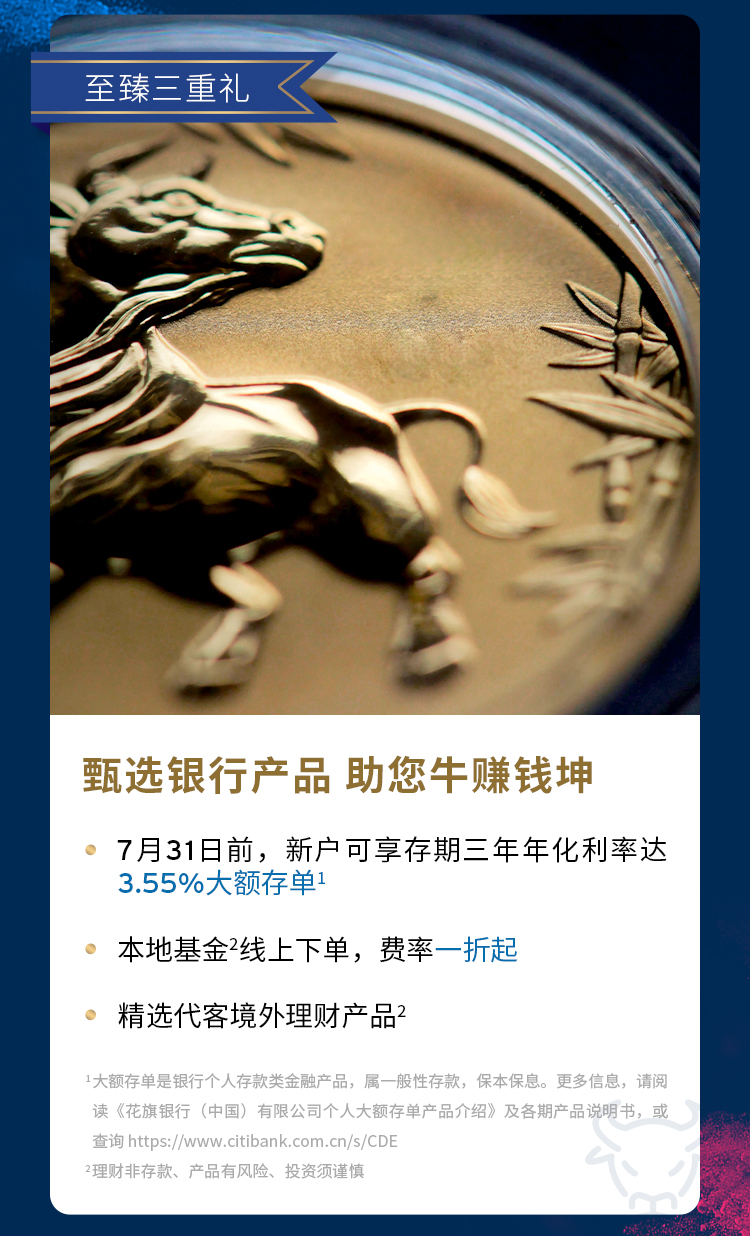 至臻三重礼
甄选银行产品 助您牛赚钱坤
7月31日前，新户可享存期三年年化利率达
3.55%大额存单¹
本地基金²线上下单，费率一折起
精选代客境外理财产品²
¹大额存单是银行个人存款类金融产品，属一般性存款，保本保息。更多信息，请阅
读《花旗银行（中国）有限公司个人大额存单产品介绍》及各期产品说明书，或
查询 https://www.citibank.com.cn/s/CDE
²理财非存款、产品有风险、投资须谨慎